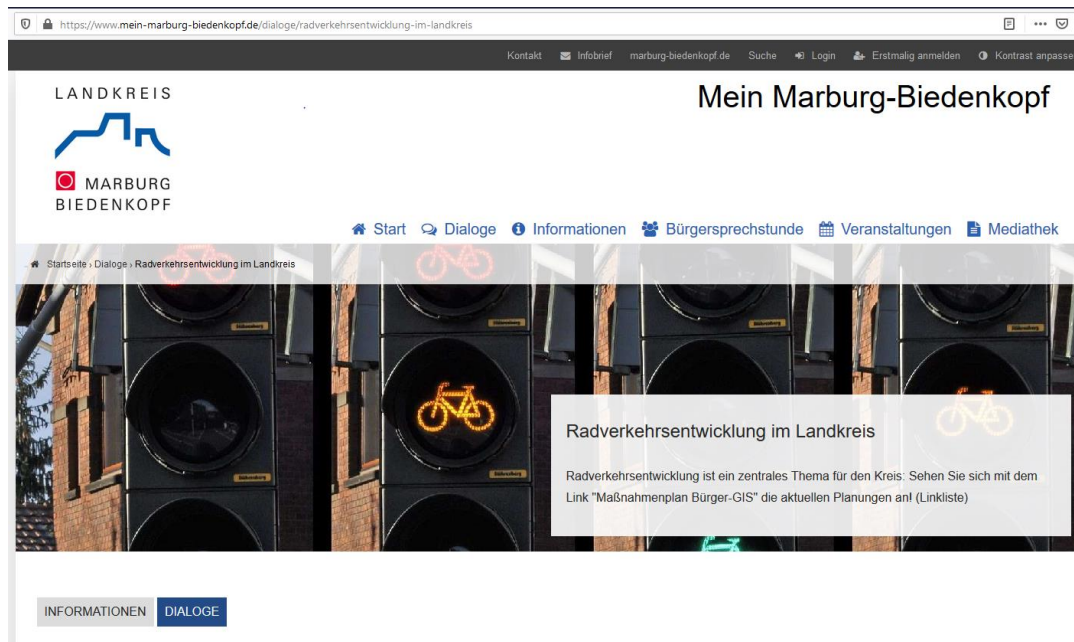 https://www.mein-marburg-biedenkopf.de/dialoge/radverkehrsentwicklung-im-landkreis
Kontakt Infobrief marburg-biedenkopf.de Suche Login Erstmalig anmelden Kontrast anpasse
LANDKREIS
MARBURG
BIEDENKOPF
Mein Marburg-Biedenkopf
Start Dialoge Informationen Bürgersprechstunde Veranstaltungen Mediathek
Startseite › Dialoge › Radverkehrsentwicklung im Landkreis
Radverkehrsentwicklung im Landkreis
Radverkehrsentwicklung ist ein zentrales Thema für den Kreis: Sehen Sie sich mit dem
Link "Maßnahmenplan Bürger-GIS" die aktuellen Planungen an! (Linkliste)
INFORMATIONEN DIALOGE